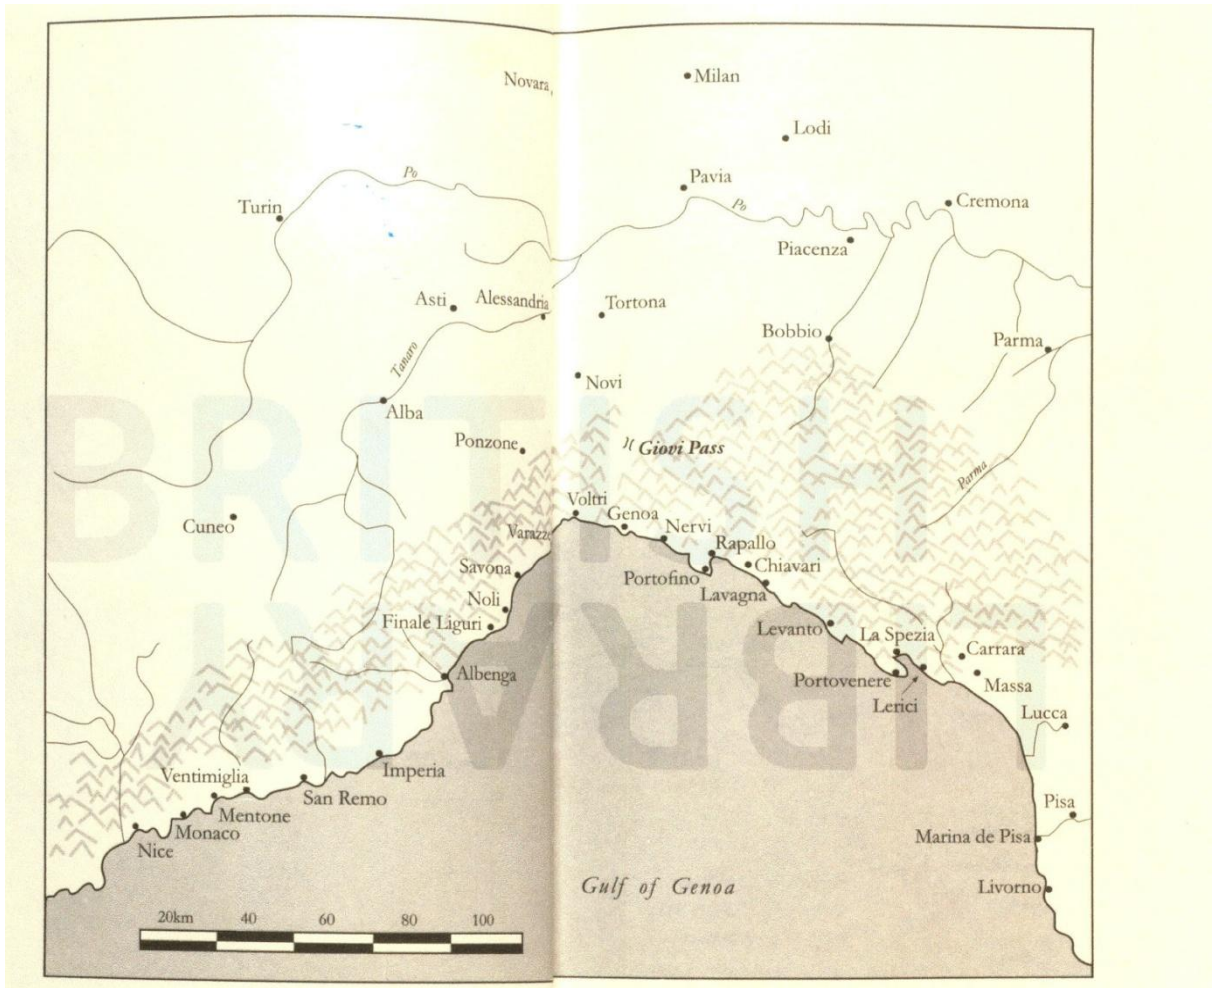 Novara
Milan
Lodi
Po
Pavia
Po
Turin
Cremona
Piacenza
Asti
Alessandria
Tortona
Bobbio
Parma
Tanaro
Novi
Alba
Ponzone
Giovi Pass
Parma
Voltri
Cuneo
Genoa
Nervi
Varazz
Rapallo
Savona
Portofino
Chiavari
Noli
Lavagna
Finale Liguri
Levanto
La Spezia
Carrara
Albenga
Portovenere
Massa
Lerici
Lucca
Imperia
Ventimiglia
San Remo
Mentone
Monaco
Pisa
Nice
Marina de Pisa
Gulf of Genoa
Livorno
20km 40 60 80 100
BRITISH
LIBRARY